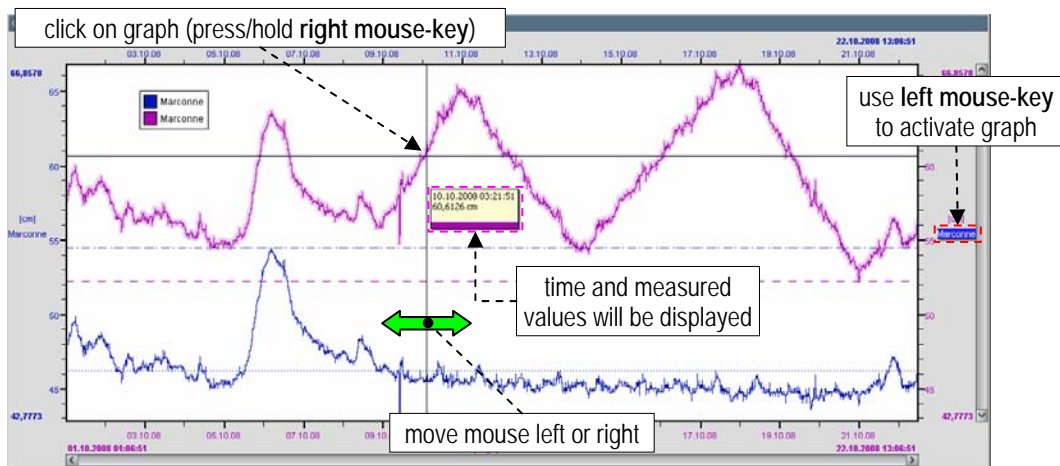 click on graph (press/hold right mouse-key)
22.10.2008 13:06:51
03.10.08 05.10.08 07.10.08 09.10.08 11.10.08 13.10.08 15.10.08 17.10.08 19.10.08 21.10.08
66,8578
66,8578
65
Marconne
Marconne
use left mouse-key
to activate graph
60
60
10.10.2008 03:21:51
60,6126 cm
[cm]
Marconne
Marconne
55
55
time and measured
values will be displayed
50
50
45
45
42,7773
42,7773
move mouse left or right
03.10.08 05.10.08 07.10.08 09.10.08 17.10.08 19.10.08 21.10.08
01.10.2008 01:06:51
22.10.2008 13:06:51